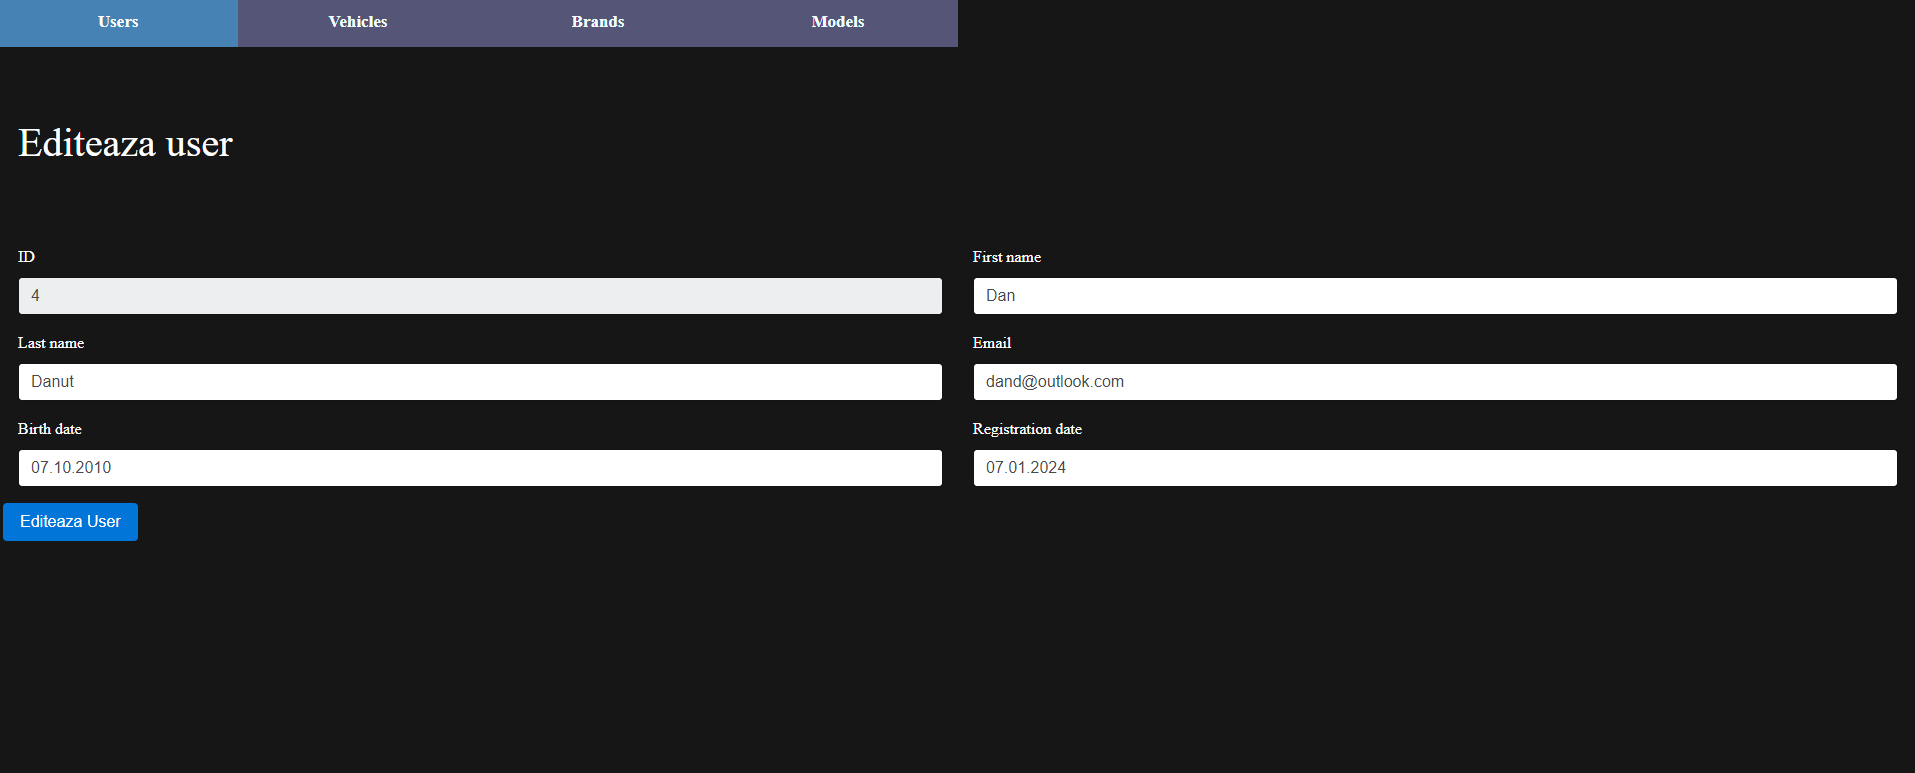 Users Vehicles Brands Models
Editeaza user
ID First name
4 Dan
Last name Email
Danut dand@outlook.com
Birth date Registration date
07.10.2010 07.01.2024
Editeaza User